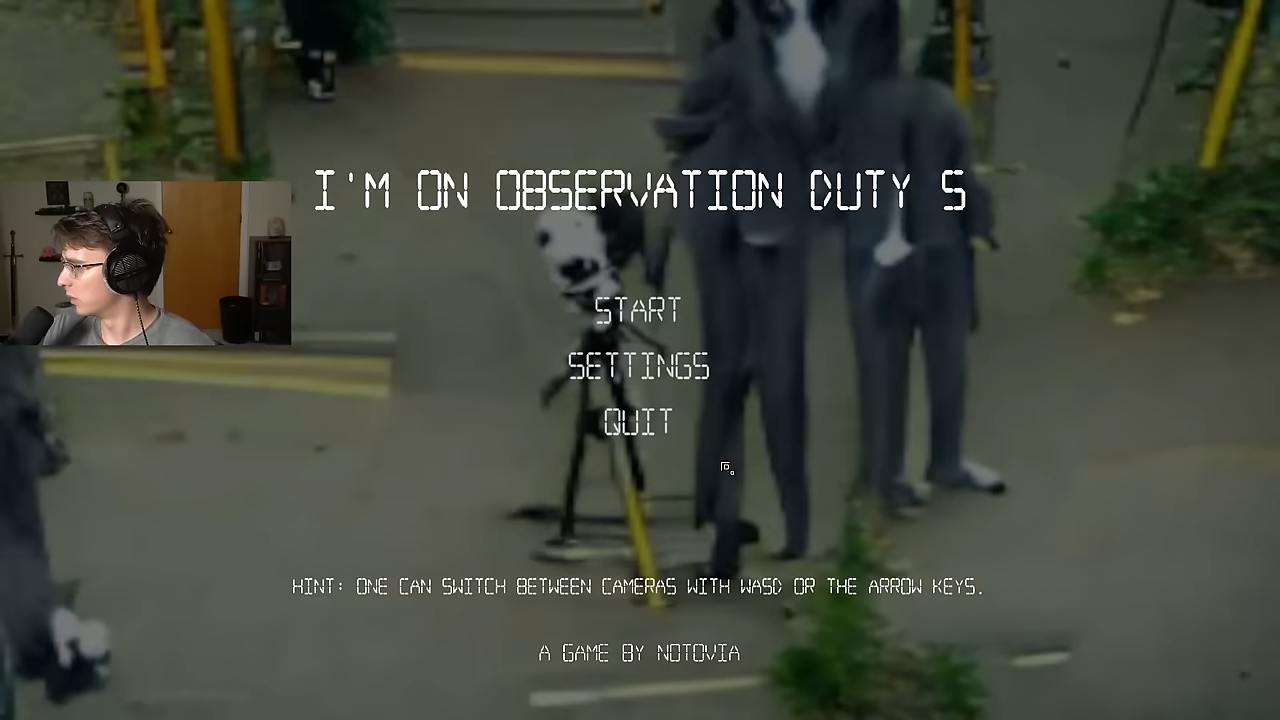 I'M ON OBSERVATION DUTY 5
START
SETTINGS
QUIT
HINT: ONE CAN SWITCH BETWEEN CAMERAS WITH WASD OR THE ARROW KEYS.
A GAME BY NOTOVIA